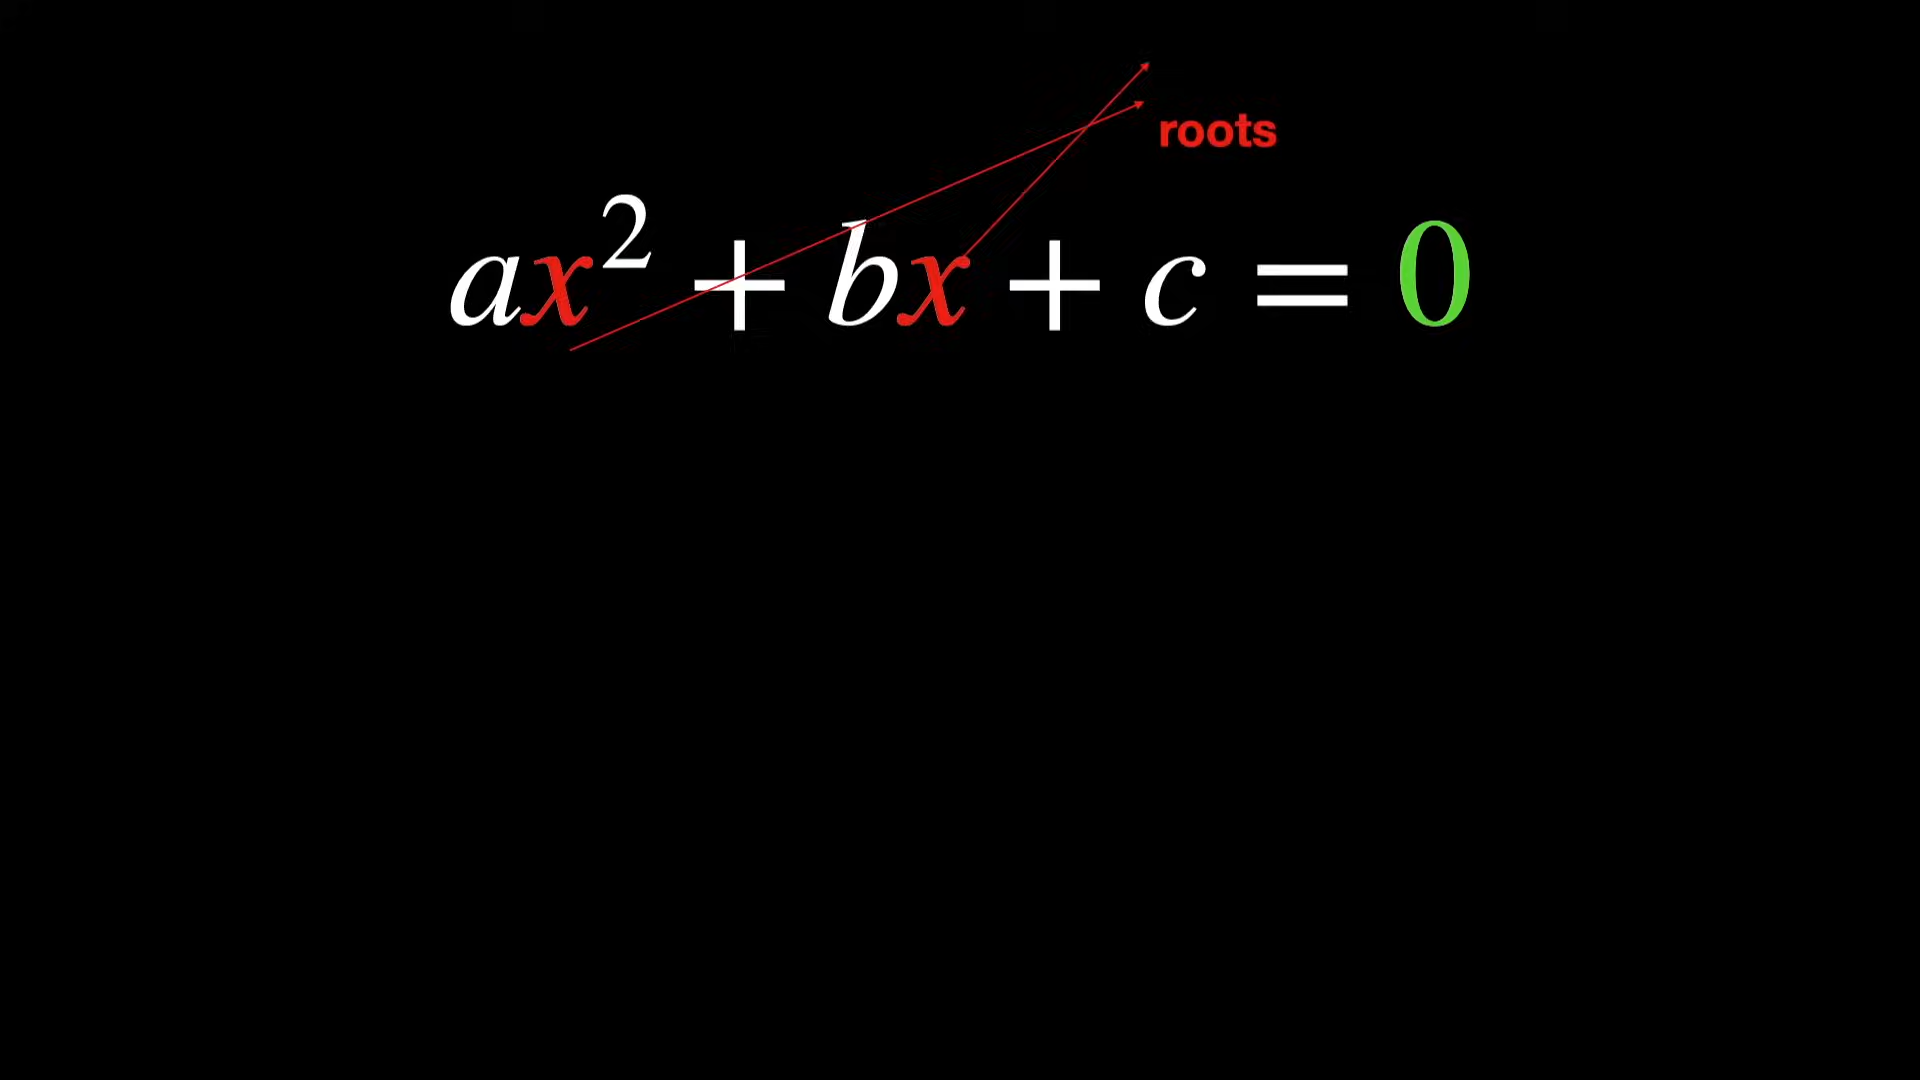 roots
ax² + bx + c = 0